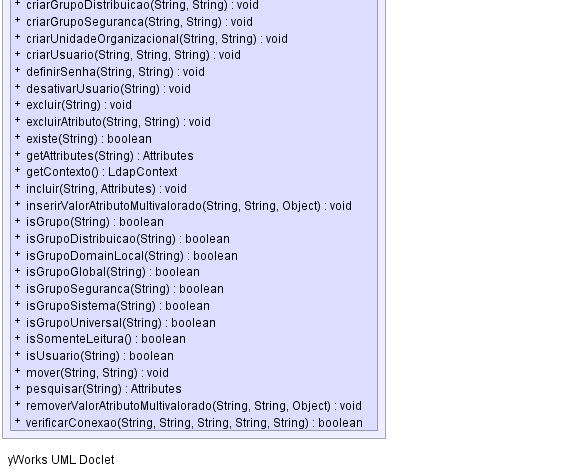 + criarGrupoDistribuicao(String, String) : void
+ criarGrupoSeguranca(String, String) : void
+ criarUnidadeOrganizacional(String, String) : void
+ criarUsuario(String, String, String) : void
+ definirSenha(String, String) : void
+ desativarUsuario(String) : void
+ excluir(String) : void
+ excluirAtributo(String, String) : void
+ existe(String) : boolean
+ getAttributes(String) : Attributes
+ getContexto() : LdapContext
+ incluir(String, Attributes) : void
+ inserirValorAtributoMultivalorado(String, String, Object) : void
+ isGrupo(String) : boolean
+ isGrupoDistribuicao(String) : boolean
+ isGrupoDomainLocal(String) : boolean
+ isGrupoGlobal(String) : boolean
+ isGrupoSeguranca(String) : boolean
+ isGrupoSistema(String) : boolean
+ isGrupoUniversal(String) : boolean
+ isSomenteLeitura() : boolean
+ isUsuario(String) : boolean
+ mover(String, String) : void
+ pesquisar(String) : Attributes
+ removerValorAtributoMultivalorado(String, String, Object) : void
+ verificarConexao(String, String, String, String, String) : boolean
yWorks UML Doclet